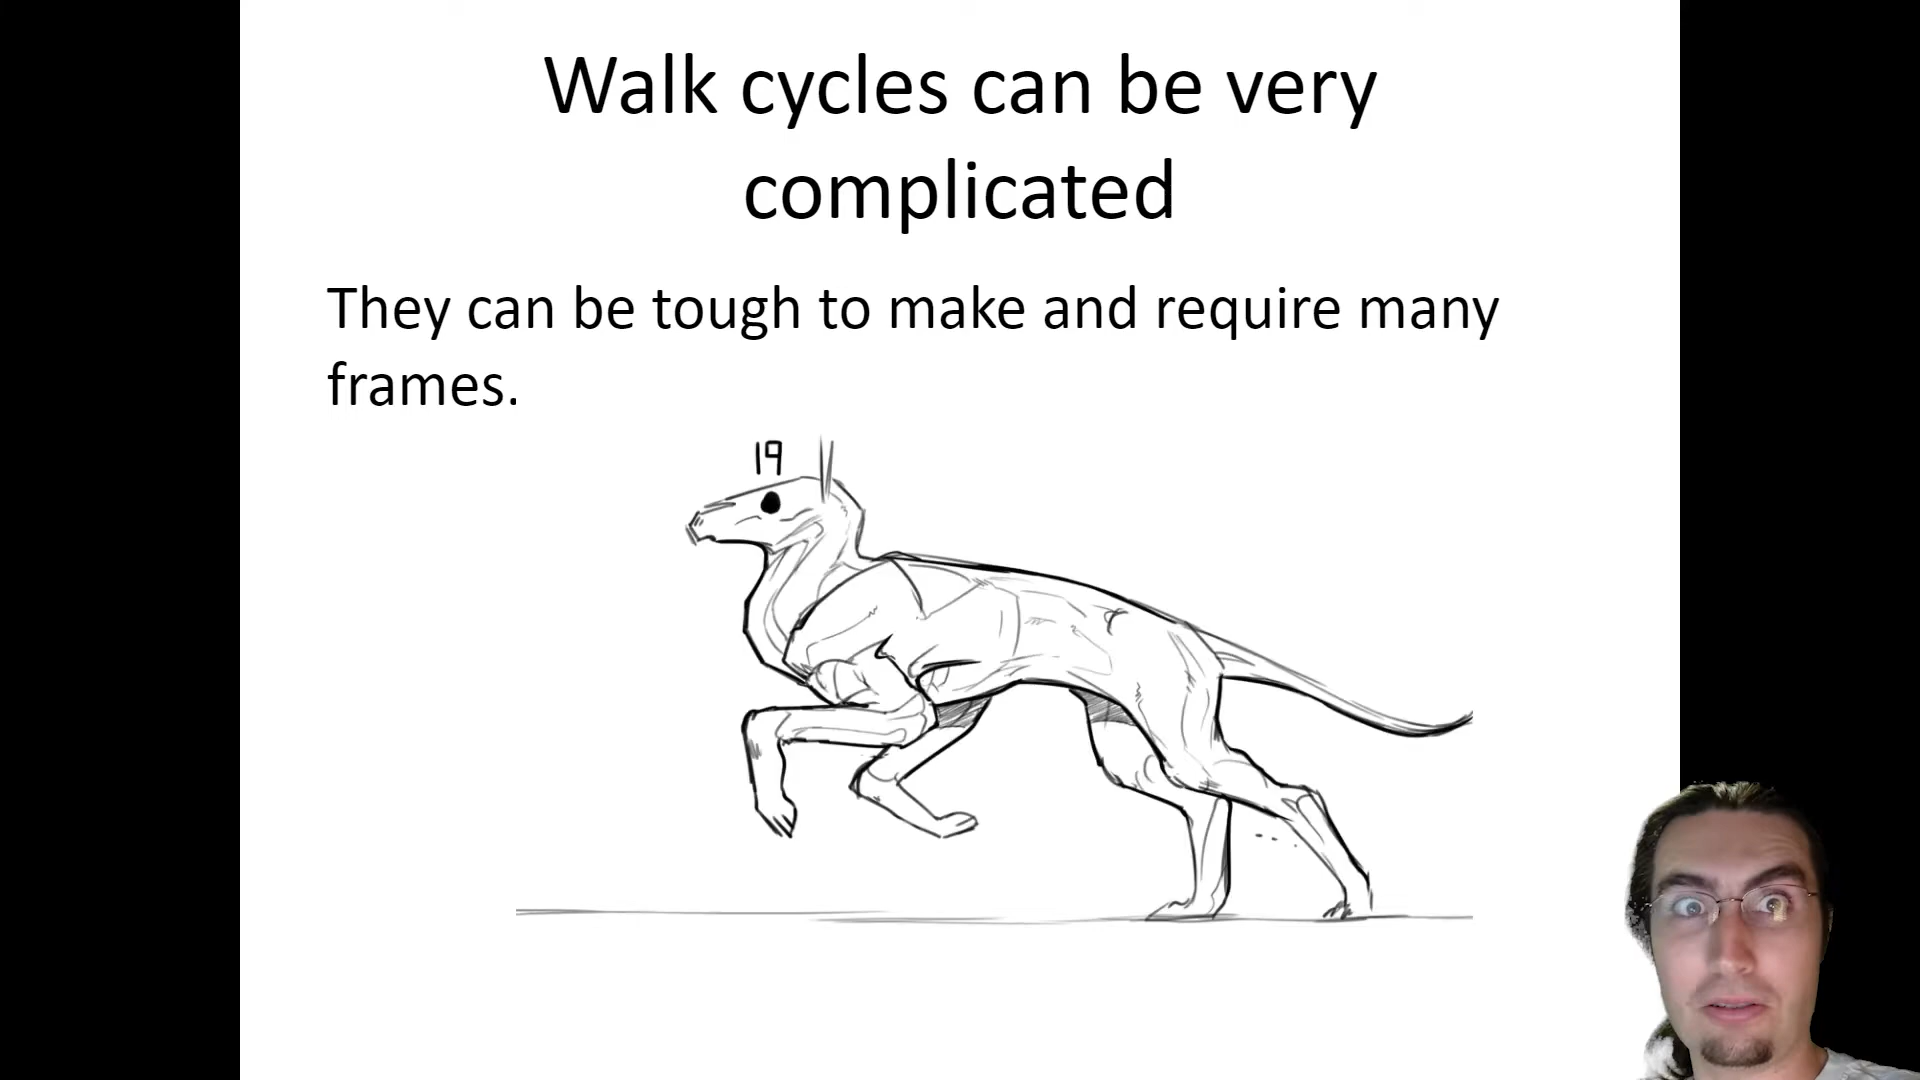 Walk cycles can be very
complicated
They can be tough to make and require many
frames.
19